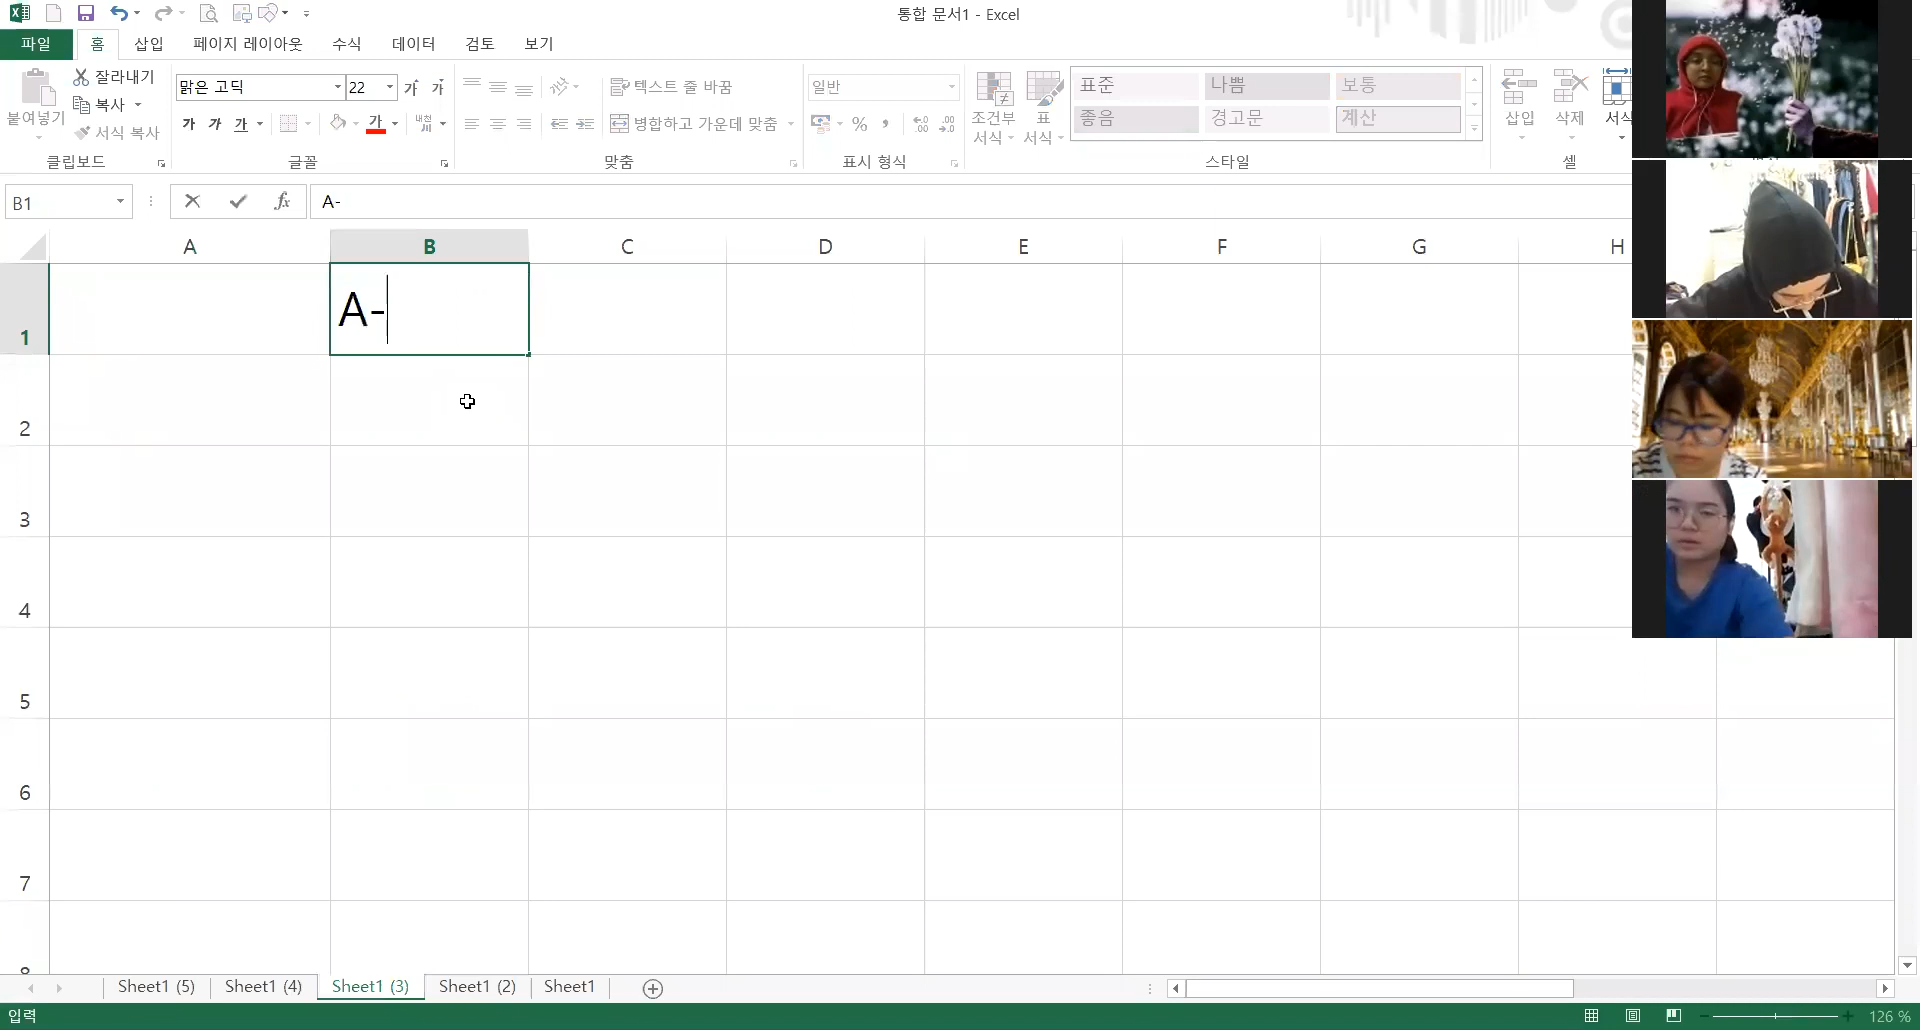 통합 문서1 - Excel
파일 홈 삽입 페이지 레이아웃 수식 데이터 검토 보기
붙여넣기 잘라내기 복사 서식 복사
클립보드
맑은 고딕 22 가 가
가 가 가 가 내천
글꼴
텍스트 줄 바꿈
병합하고 가운데 맞춤
맞춤
일반
% , .00
표시 형식
조건부 서식 표 서식
표준 나쁨 보통
좋음 경고문 계산
스타일
삽입 삭제 서식
셀
B1 fx A-
A B C D E F G H
1 A-
2
3
4
5
6
7
8
Sheet1 (5) Sheet1 (4) Sheet1 (3) Sheet1 (2) Sheet1
입력 126 %